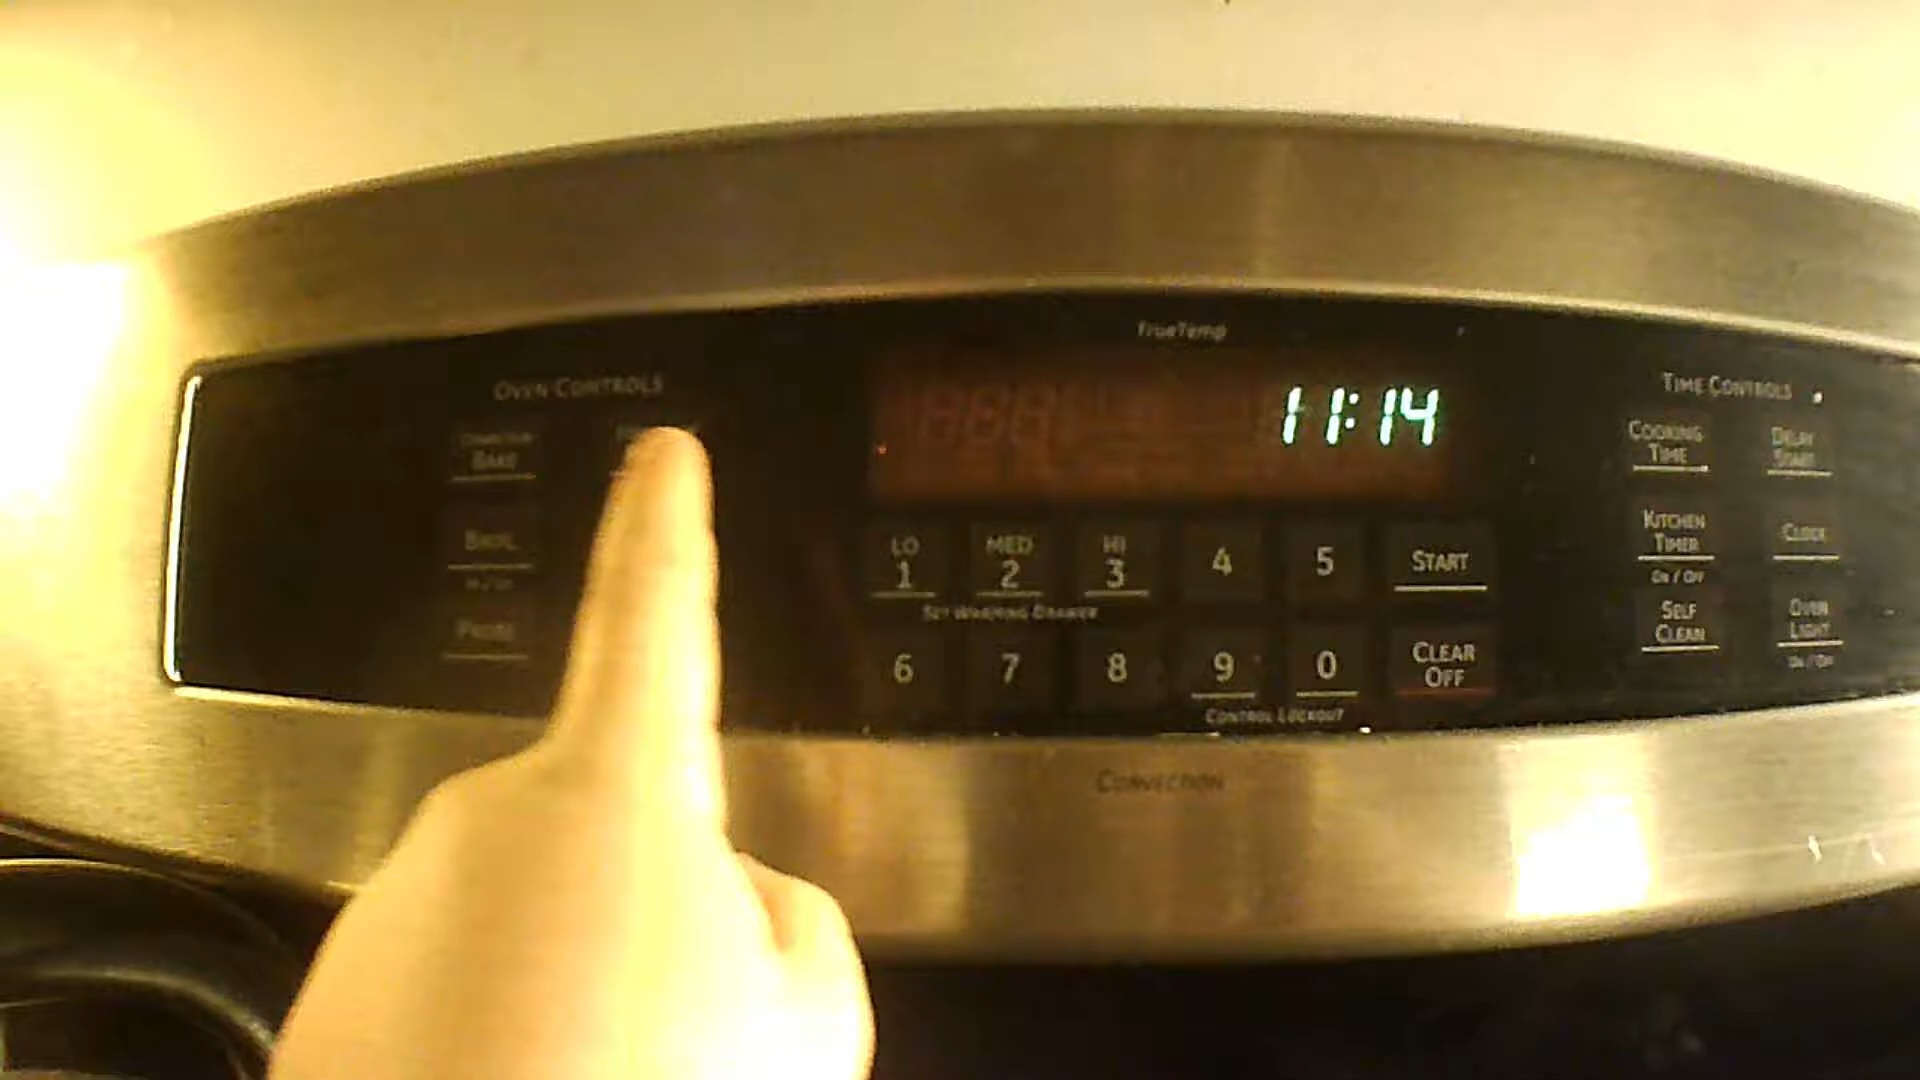 TrueTemp
OVEN CONTROLS
BAKE
BROIL
HI / LO
PROBE
11:14
LO
1
MED
2
HI
3
4
5
START
SET WARMING DRAWER
6
7
8
9
0
CLEAR
OFF
CONTROL LOCKOUT
TIME CONTROLS
COOKING
TIME
DELAY
START
KITCHEN
TIMER
ON / OFF
CLOCK
SELF
CLEAN
OVEN
LIGHT
ON / OFF
CONVECTION